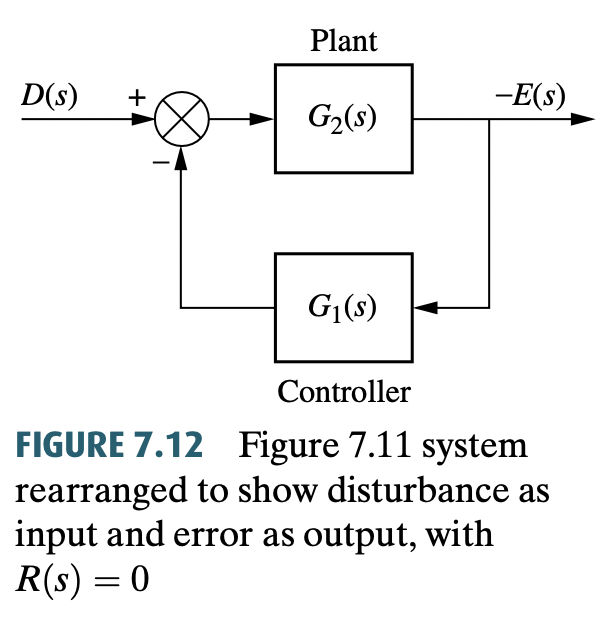 Plant
D(s)
+
G₂(s)
−E(s)
−
G₁(s)
Controller
FIGURE 7.12 Figure 7.11 system
rearranged to show disturbance as
input and error as output, with
R(s) = 0